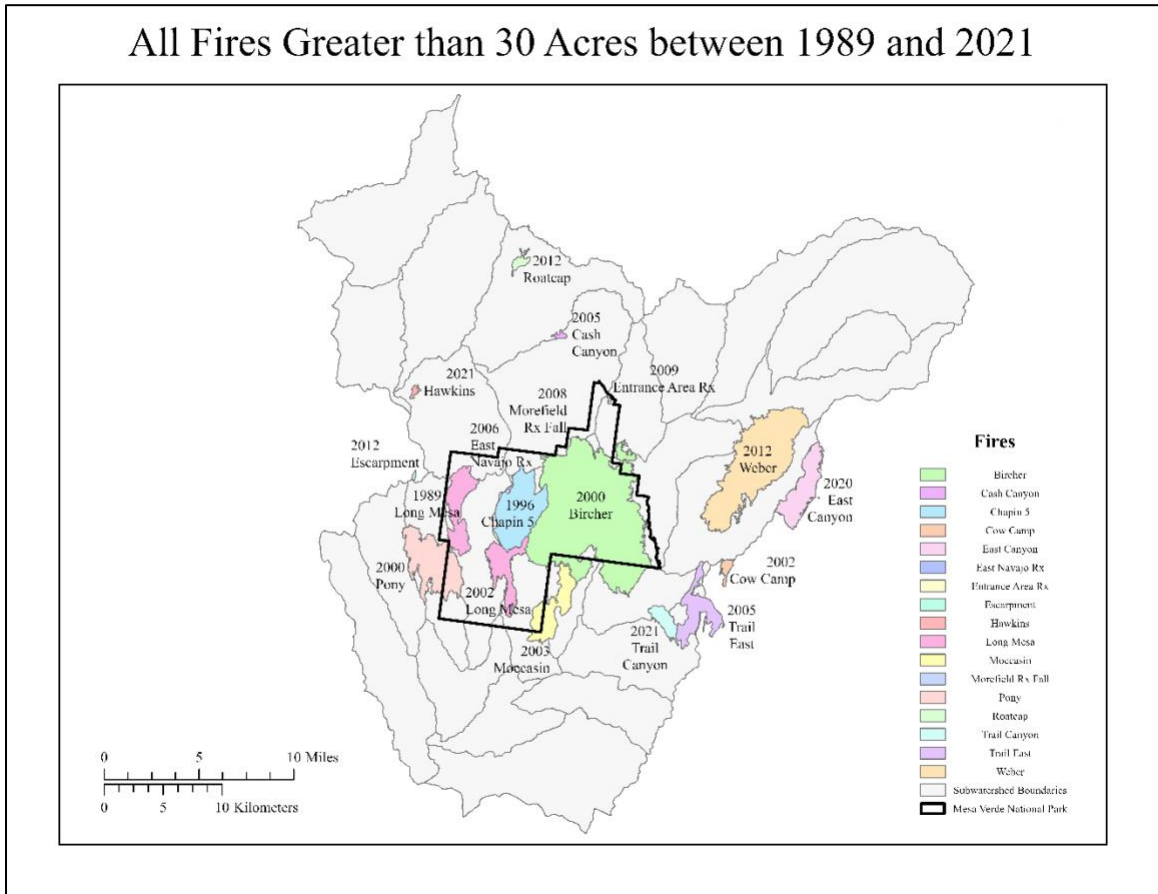 All Fires Greater than 30 Acres between 1989 and 2021
2012
Roatcap
2005
Cash
Canyon
2021
Hawkins
2009
Entrance Area Rx
2008
Morefield
Rx Fall
2006
East
Navajo Rx
2012
Escarpment
1989
Long Mesa
1996
Chapin 5
2000
Bircher
2012
Weber
2020
East
Canyon
2000
Pony
2002
Long Mesa
2002
Cow Camp
2003
Moccasin
2021
Trail
Canyon
2005
Trail
East
0 5 10 Miles
0 5 10 Kilometers
Fires
Bircher
Cash Canyon
Chapin 5
Cow Camp
East Canyon
East Navajo Rx
Entrance Area Rx
Escarpment
Hawkins
Long Mesa
Moccasin
Morefield Rx Fall
Pony
Roatcap
Trail Canyon
Trail East
Weber
Subwatershed Boundaries
Mesa Verde National Park